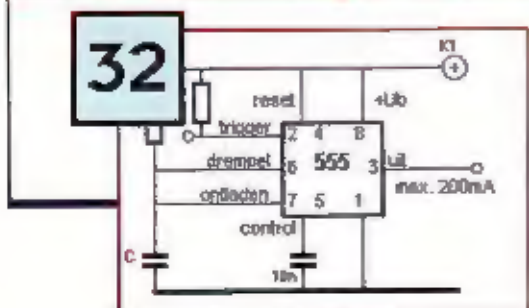 32
K1
+
reset
+Ub
trigger
2 4 8
drempel
6 555 3 uit
max. 200mA
ontladen
7 5 1
control
C
10n